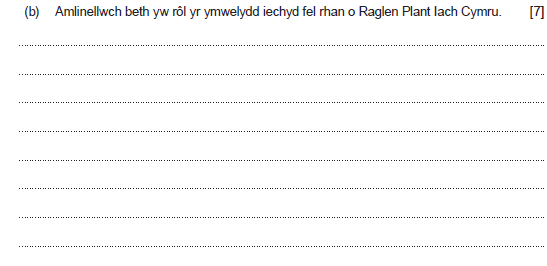 (b) Amlinellwch beth yw rôl yr ymwelydd iechyd fel rhan o Raglen Plant Iach Cymru. [7]